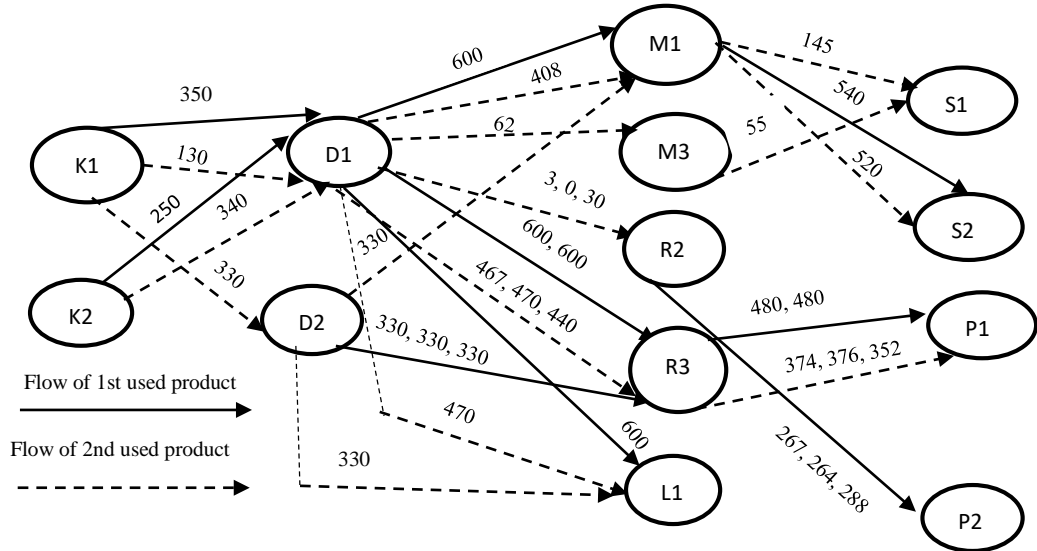 M1
145
600
408
540
S1
350
62
M3
55
D1
K1
130
520
3, 0, 30
S2
250
340
R2
600, 600
330
330
467, 470, 440
480, 480
K2
D2
330, 330, 330
P1
R3
374, 376, 352
Flow of 1st used product
470
600
Flow of 2nd used product
330
267, 264, 288
L1
P2